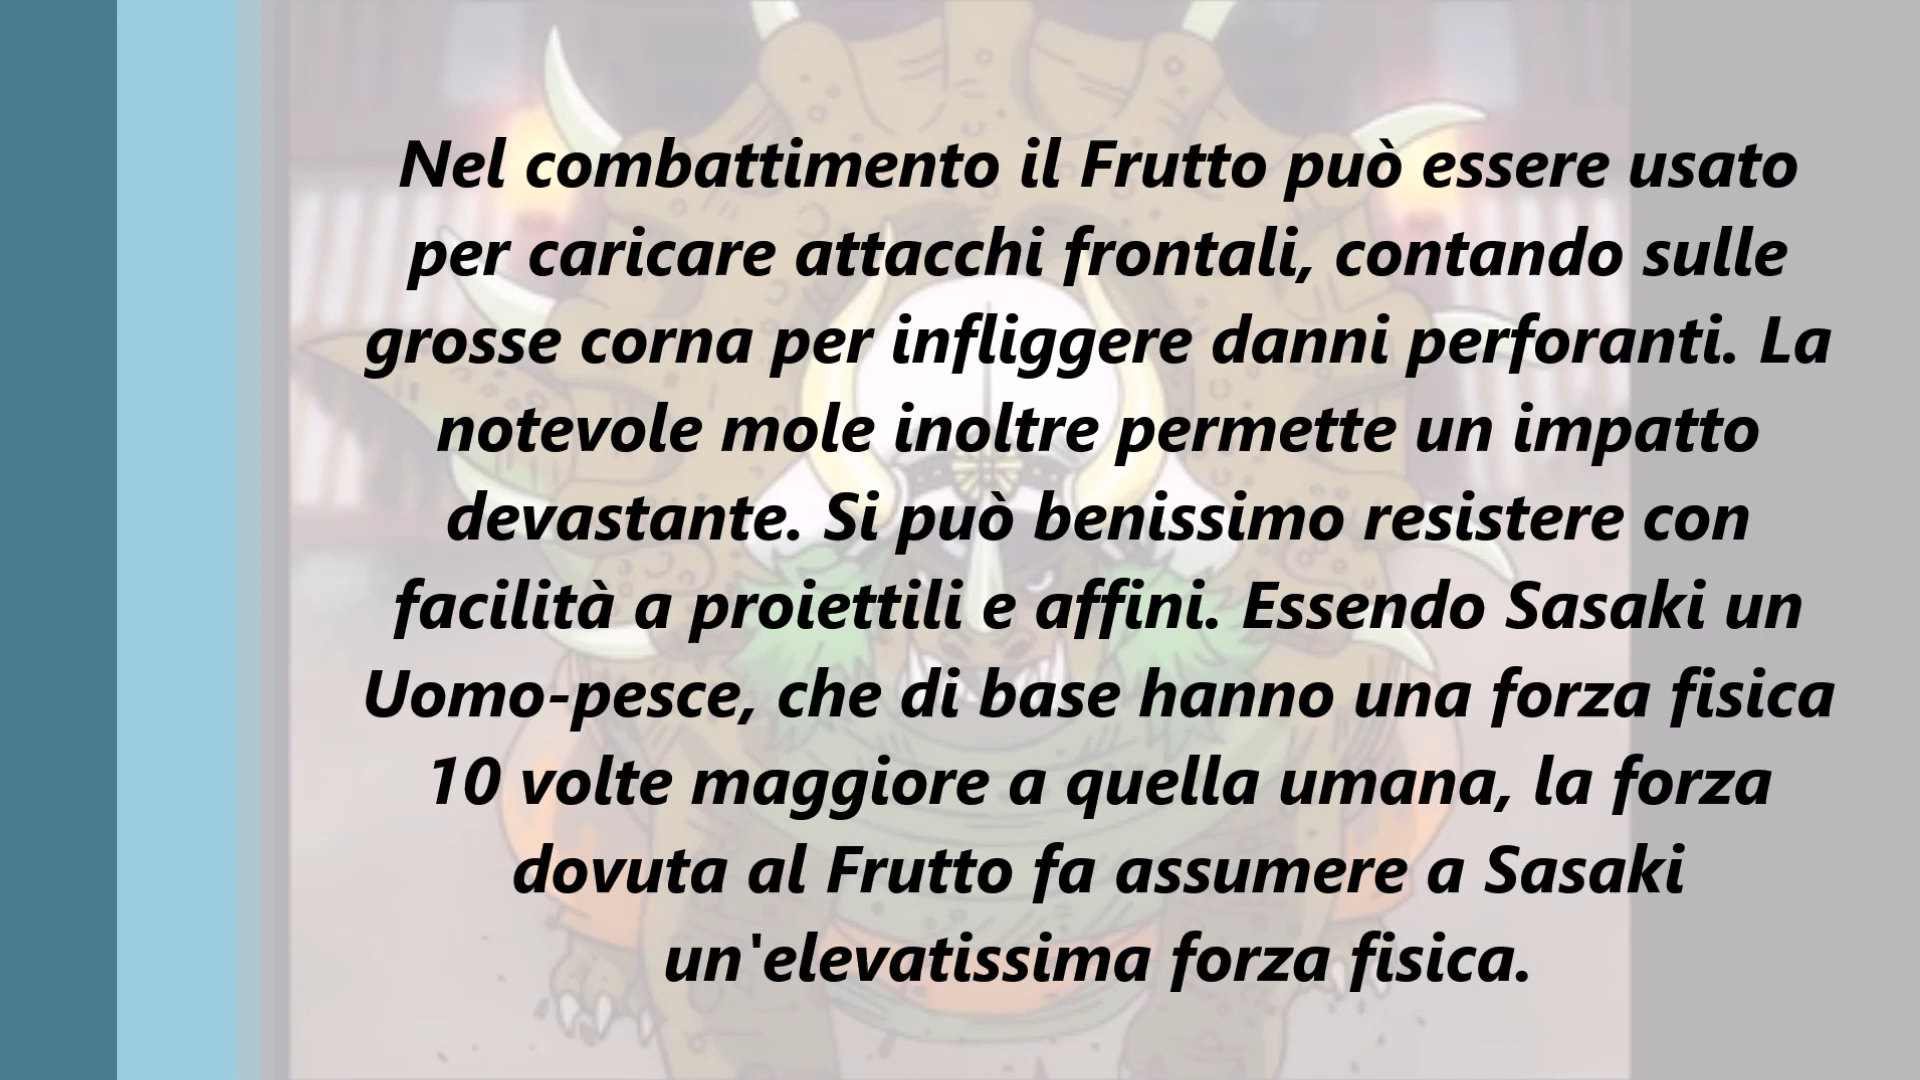 Nel combattimento il Frutto può essere usato
per caricare attacchi frontali, contando sulle
grosse corna per infliggere danni perforanti. La
notevole mole inoltre permette un impatto
devastante. Si può benissimo resistere con
facilità a proiettili e affini. Essendo Sasaki un
Uomo-pesce, che di base hanno una forza fisica
10 volte maggiore a quella umana, la forza
dovuta al Frutto fa assumere a Sasaki
un'elevatissima forza fisica.